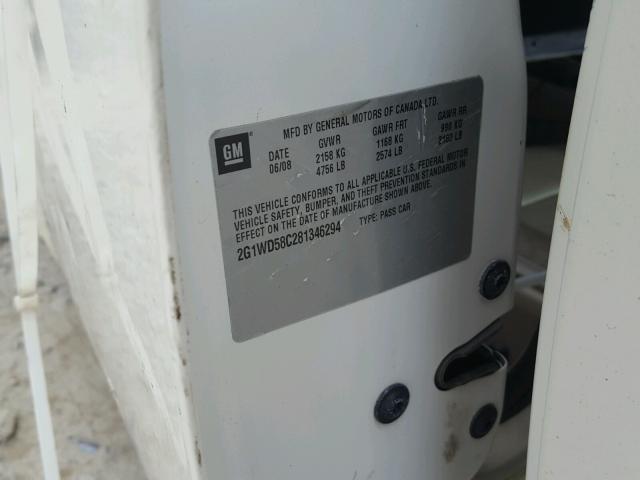 GM
MFD BY GENERAL MOTORS OF CANADA LTD.
DATE GVWR GAWR FRT GAWR RR
06/08 2158 KG 1168 KG 990 KG
4756 LB 2574 LB 2183 LB
THIS VEHICLE CONFORMS TO ALL APPLICABLE U.S. FEDERAL MOTOR
VEHICLE SAFETY, BUMPER, AND THEFT PREVENTION STANDARDS IN
EFFECT ON THE DATE OF MANUFACTURE SHOWN ABOVE.
2G1WD58C281346294 TYPE: PASS CAR